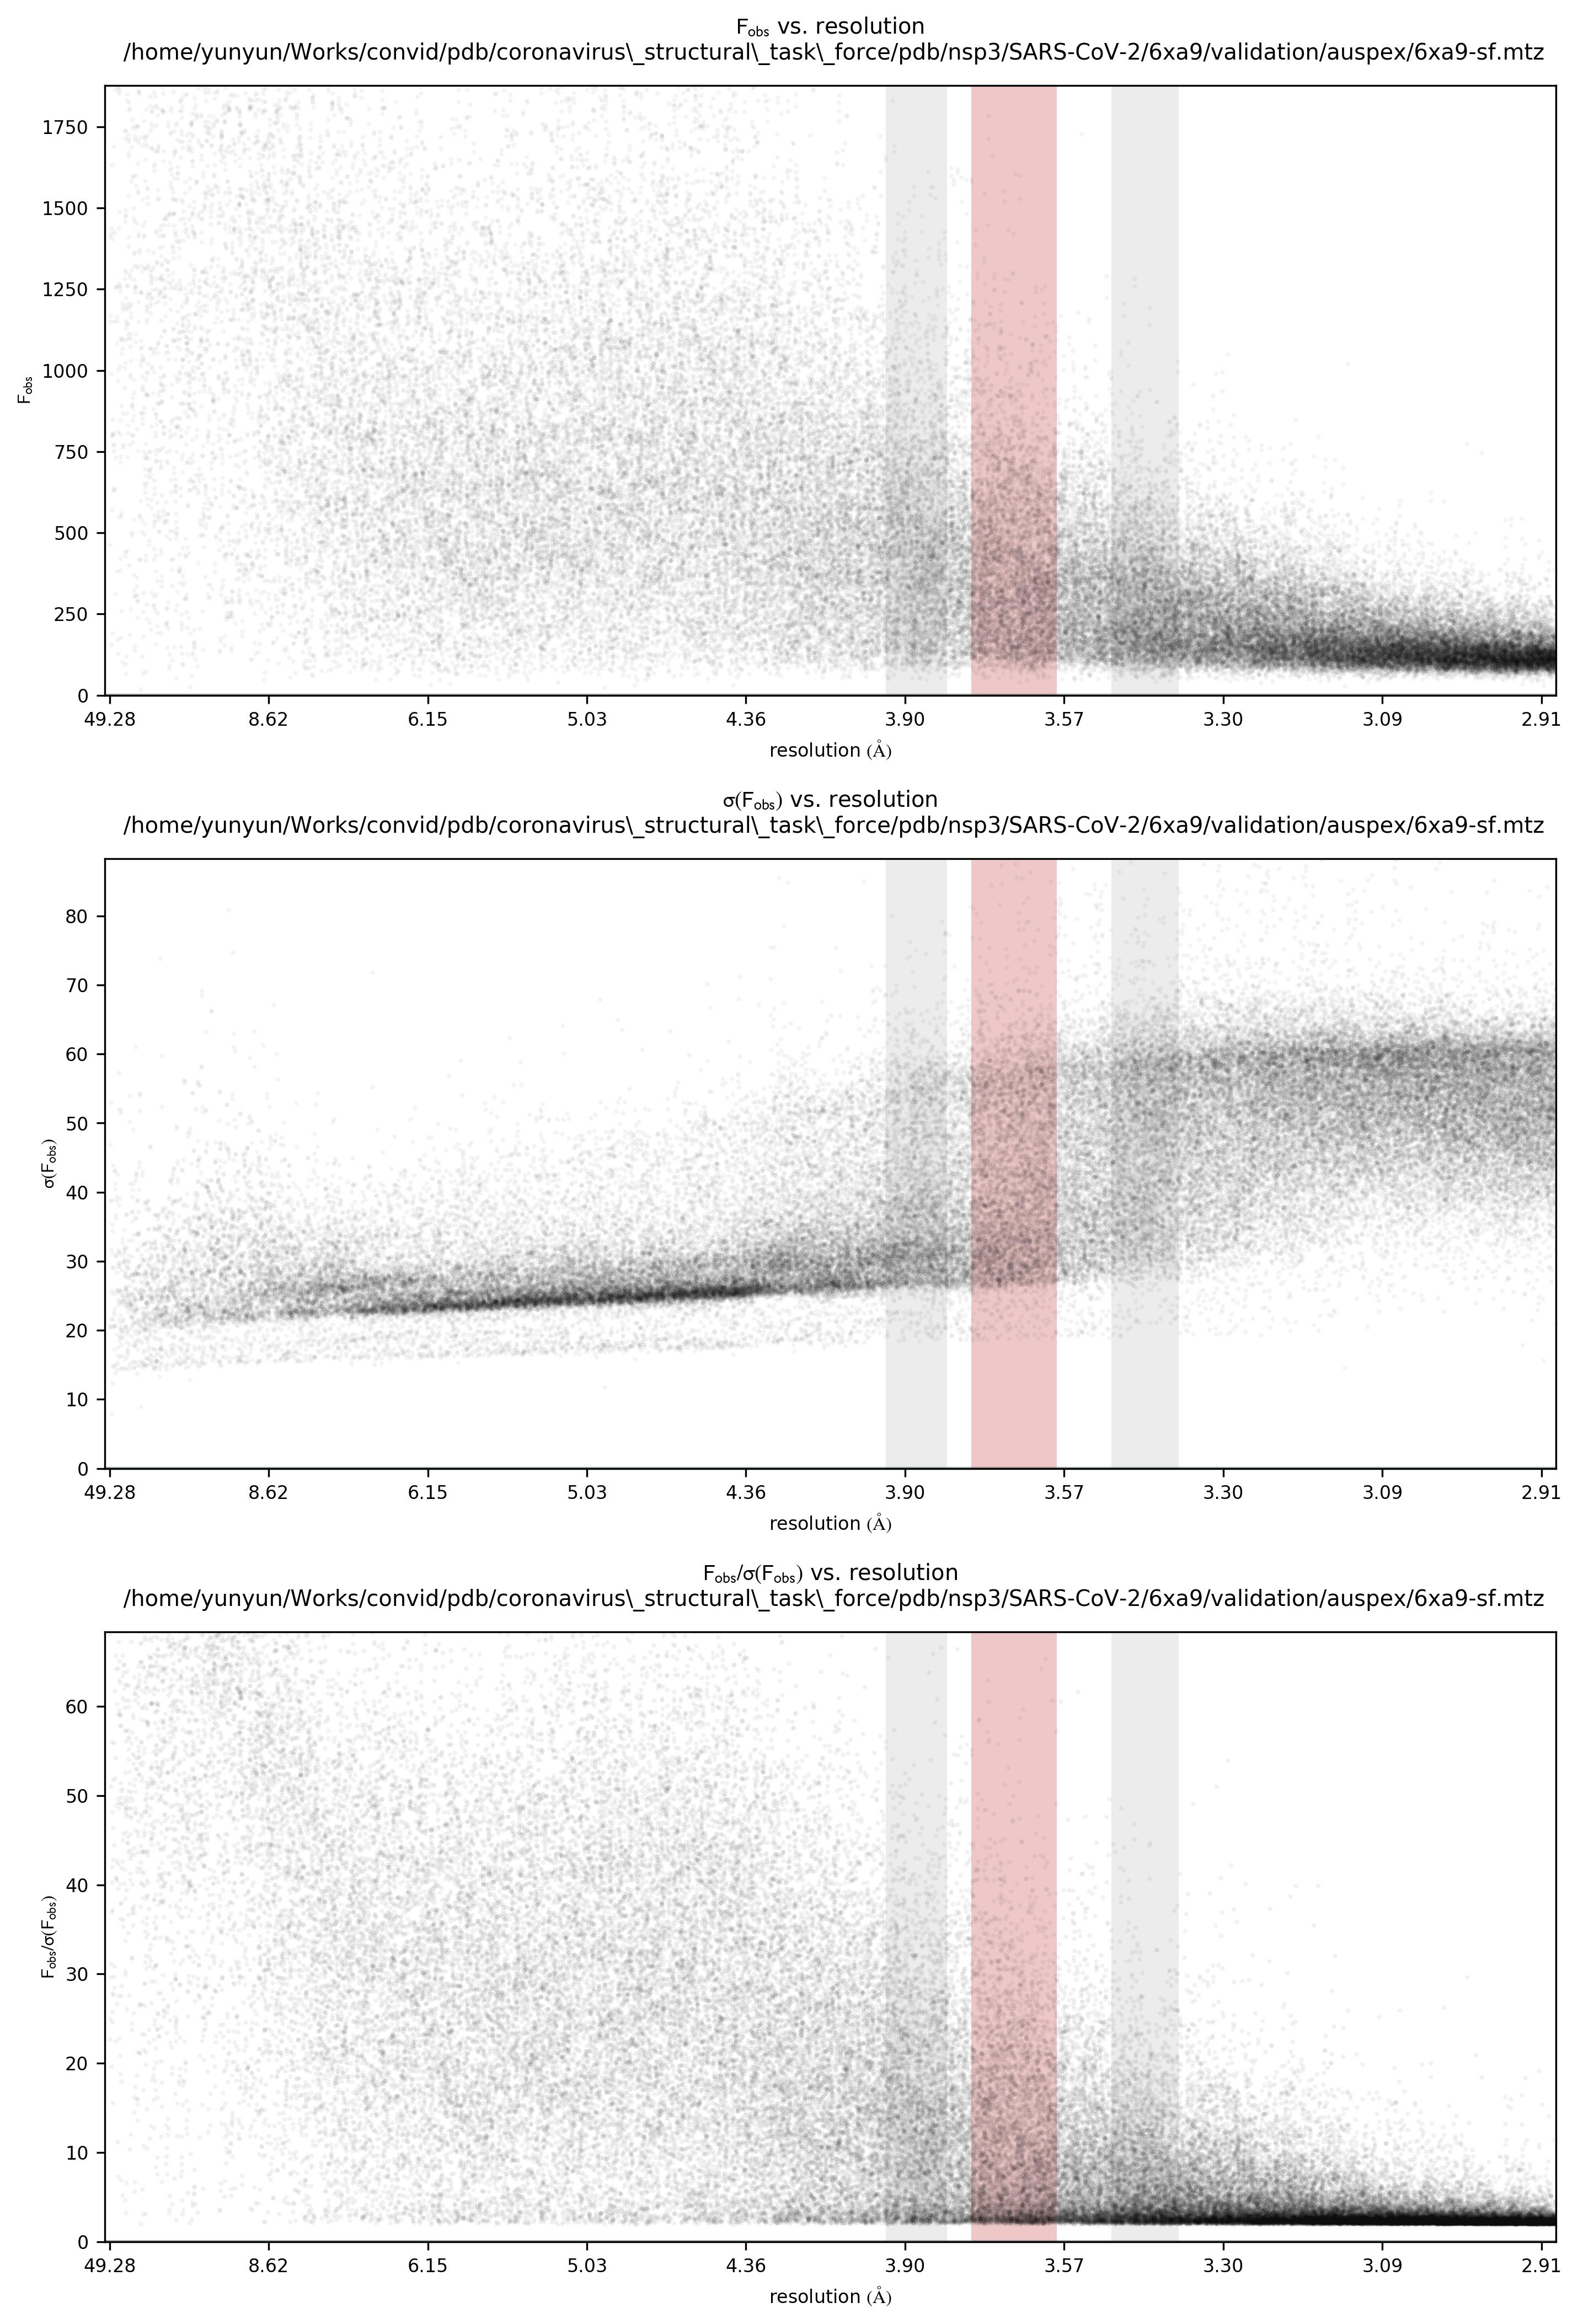 F_obs vs. resolution
/home/yunyun/Works/convid/pdb/coronavirus\_structural\_task\_force/pdb/nsp3/SARS-CoV-2/6xa9/validation/auspex/6xa9-sf.mtz
1750
1500
1250
1000
750
500
250
0
F_obs
49.28 8.62 6.15 5.03 4.36 3.90 3.57 3.30 3.09 2.91
resolution (Å)
σ(F_obs) vs. resolution
/home/yunyun/Works/convid/pdb/coronavirus\_structural\_task\_force/pdb/nsp3/SARS-CoV-2/6xa9/validation/auspex/6xa9-sf.mtz
80
70
60
50
40
30
20
10
0
σ(F_obs)
49.28 8.62 6.15 5.03 4.36 3.90 3.57 3.30 3.09 2.91
resolution (Å)
F_obs/σ(F_obs) vs. resolution
/home/yunyun/Works/convid/pdb/coronavirus\_structural\_task\_force/pdb/nsp3/SARS-CoV-2/6xa9/validation/auspex/6xa9-sf.mtz
60
50
40
30
20
10
0
F_obs/σ(F_obs)
49.28 8.62 6.15 5.03 4.36 3.90 3.57 3.30 3.09 2.91
resolution (Å)